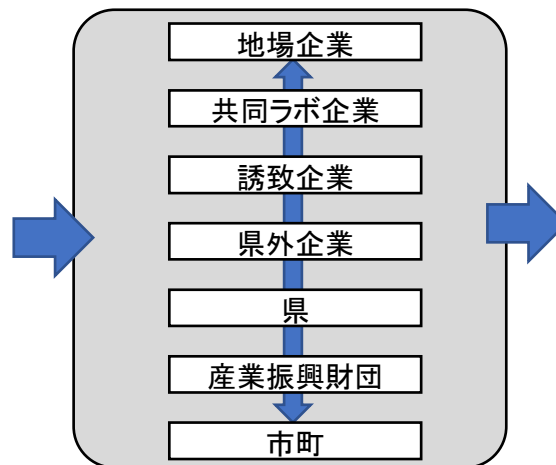 地場企業
共同ラボ企業
誘致企業
県外企業
県
産業振興財団
市町